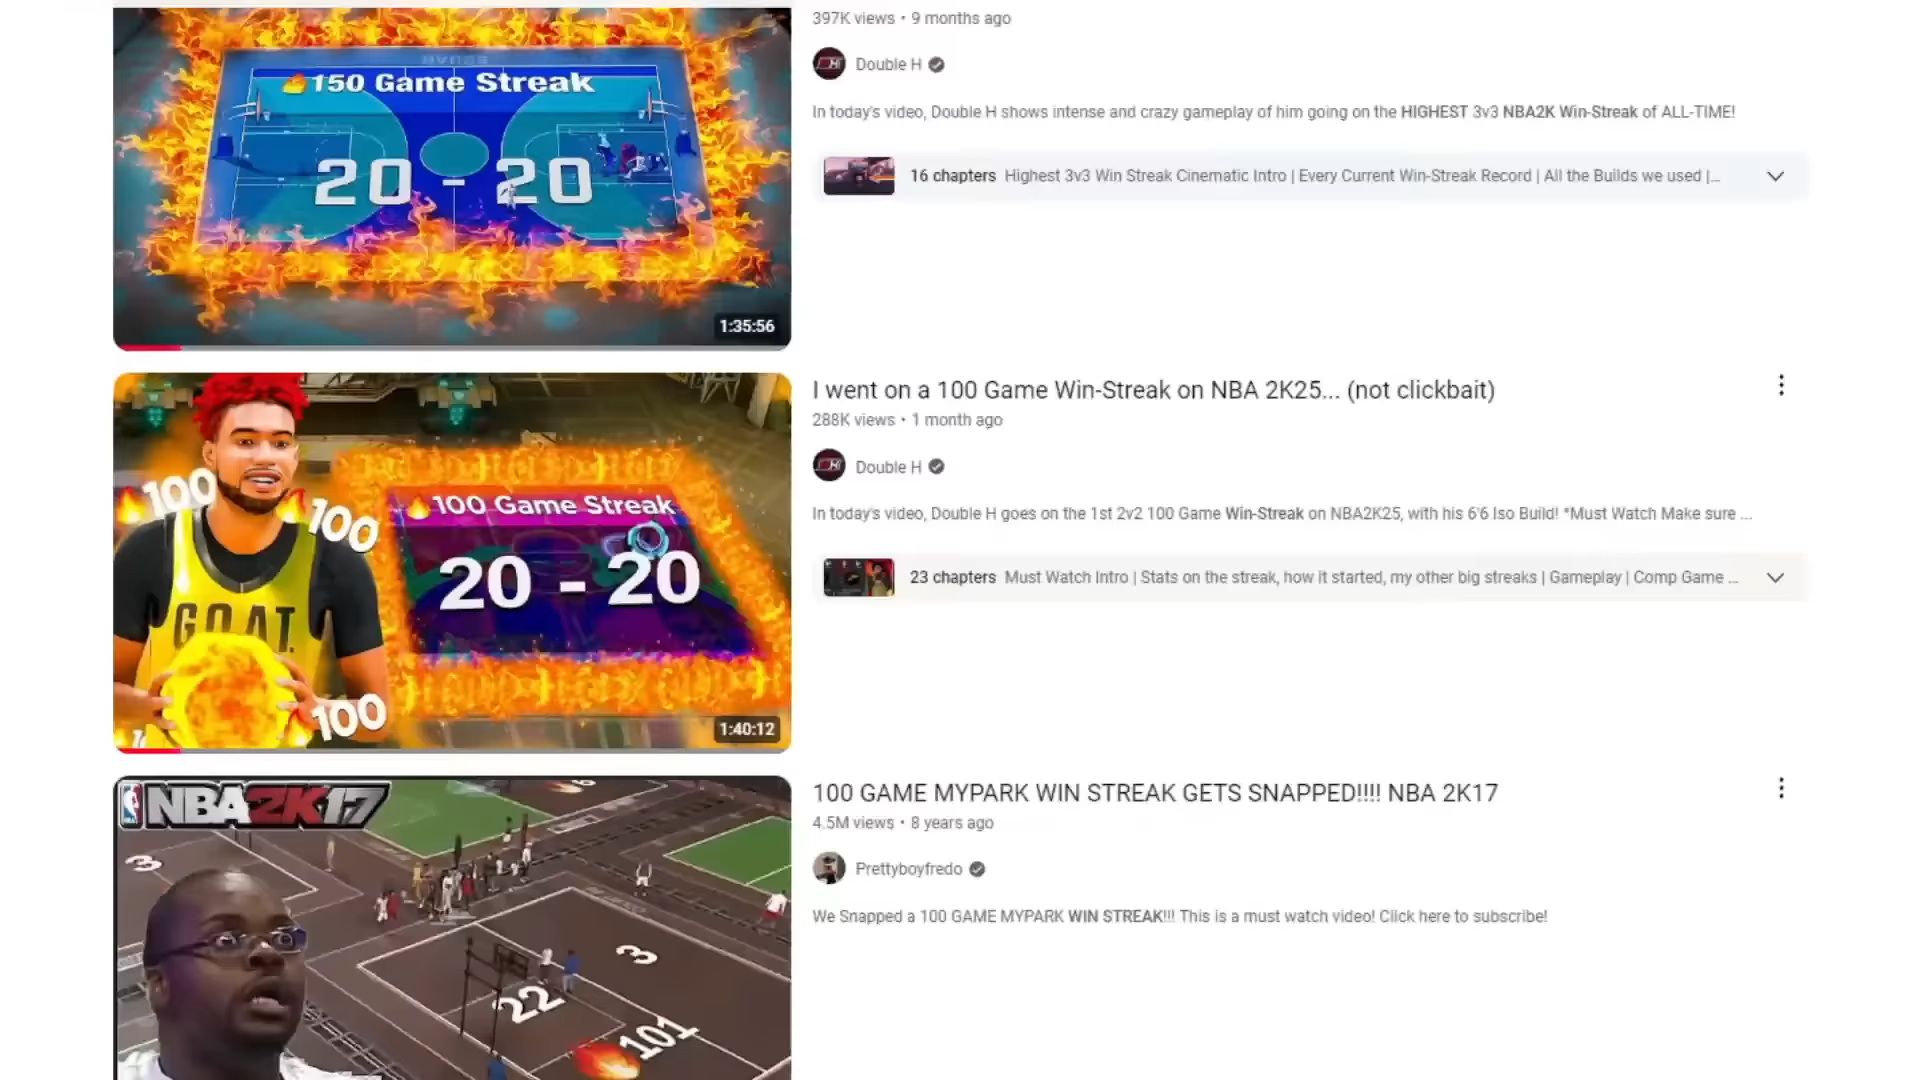 397K views • 9 months ago
Double H
In today's video, Double H shows intense and crazy gameplay of him going on the HIGHEST 3v3 NBA2K Win-Streak of ALL-TIME!
16 chapters Highest 3v3 Win Streak Cinematic Intro | Every Current Win-Streak Record | All the Builds we used |...
150 Game Streak
20 - 20
1:35:56
I went on a 100 Game Win-Streak on NBA 2K25... (not clickbait)
288K views • 1 month ago
Double H
In today's video, Double H goes on the 1st 2v2 100 Game Win-Streak on NBA2K25, with his 6'6 Iso Build! *Must Watch Make sure ...
23 chapters Must Watch Intro | Stats on the streak, how it started, my other big streaks | Gameplay | Comp Game ...
100
100
100 Game Streak
20 - 20
G.O.A.T.
100
1:40:12
100 GAME MYPARK WIN STREAK GETS SNAPPED!!!! NBA 2K17
4.5M views • 8 years ago
Prettyboyfredo
We Snapped a 100 GAME MYPARK WIN STREAK!!! This is a must watch video! Click here to subscribe!
NBA 2K17
3
3
22
101